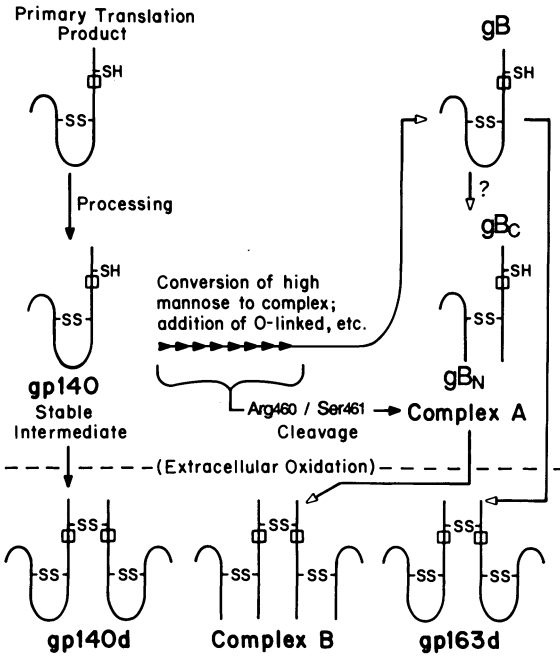 Primary Translation
Product
SH
SS
Processing
SH
SS
gp140
Stable
Intermediate
Conversion of high
mannose to complex;
addition of O-linked, etc.
Arg460 / Ser461
Cleavage
gB
SH
SS
?
gBC
SH
SS
gBN
Complex A
(Extracellular Oxidation)
SS
SS
SS
gp140d
SS
SS
SS
Complex B
SS
SS
SS
gp163d